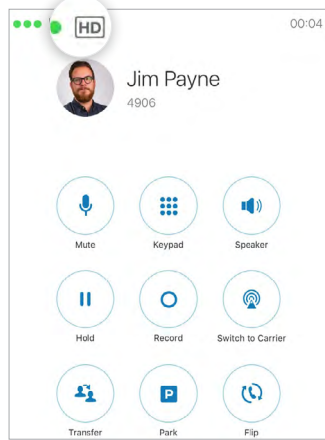 HD
00:04
Jim Payne
4906
Mute Keypad Speaker
Hold Record Switch to Carrier
P
Transfer Park Flip